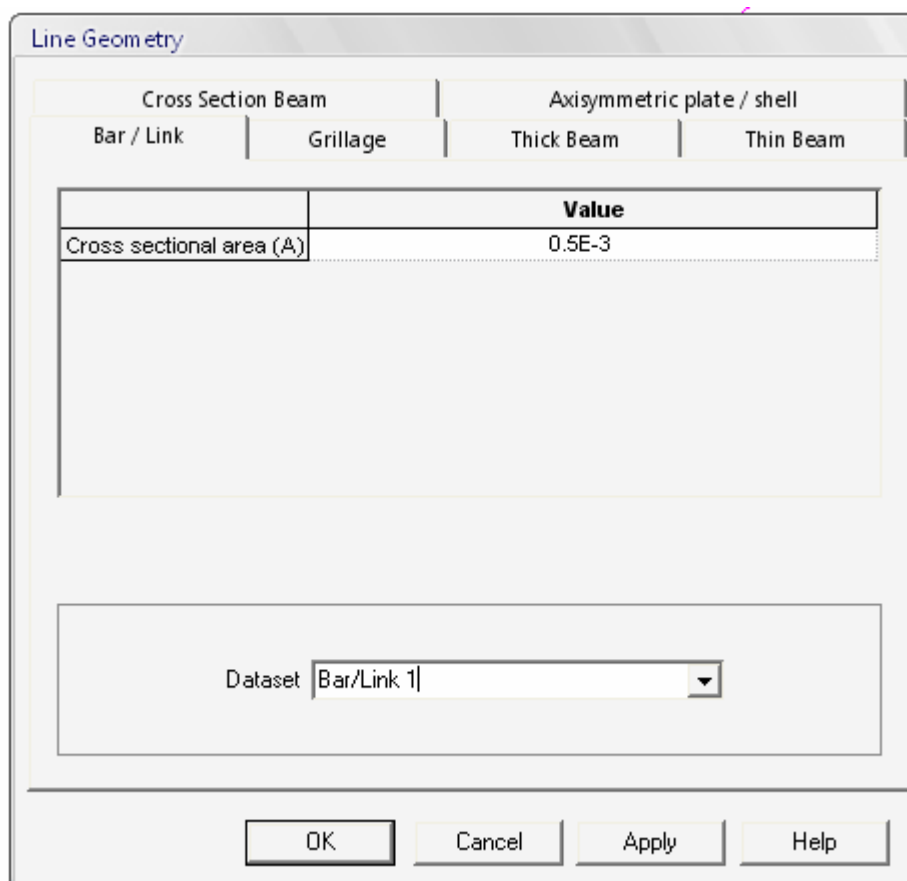 Line Geometry
Cross Section Beam Axisymmetric plate / shell
Bar / Link Grillage Thick Beam Thin Beam
Value
Cross sectional area (A) 0.5E-3
Dataset Bar/Link 1
OK Cancel Apply Help